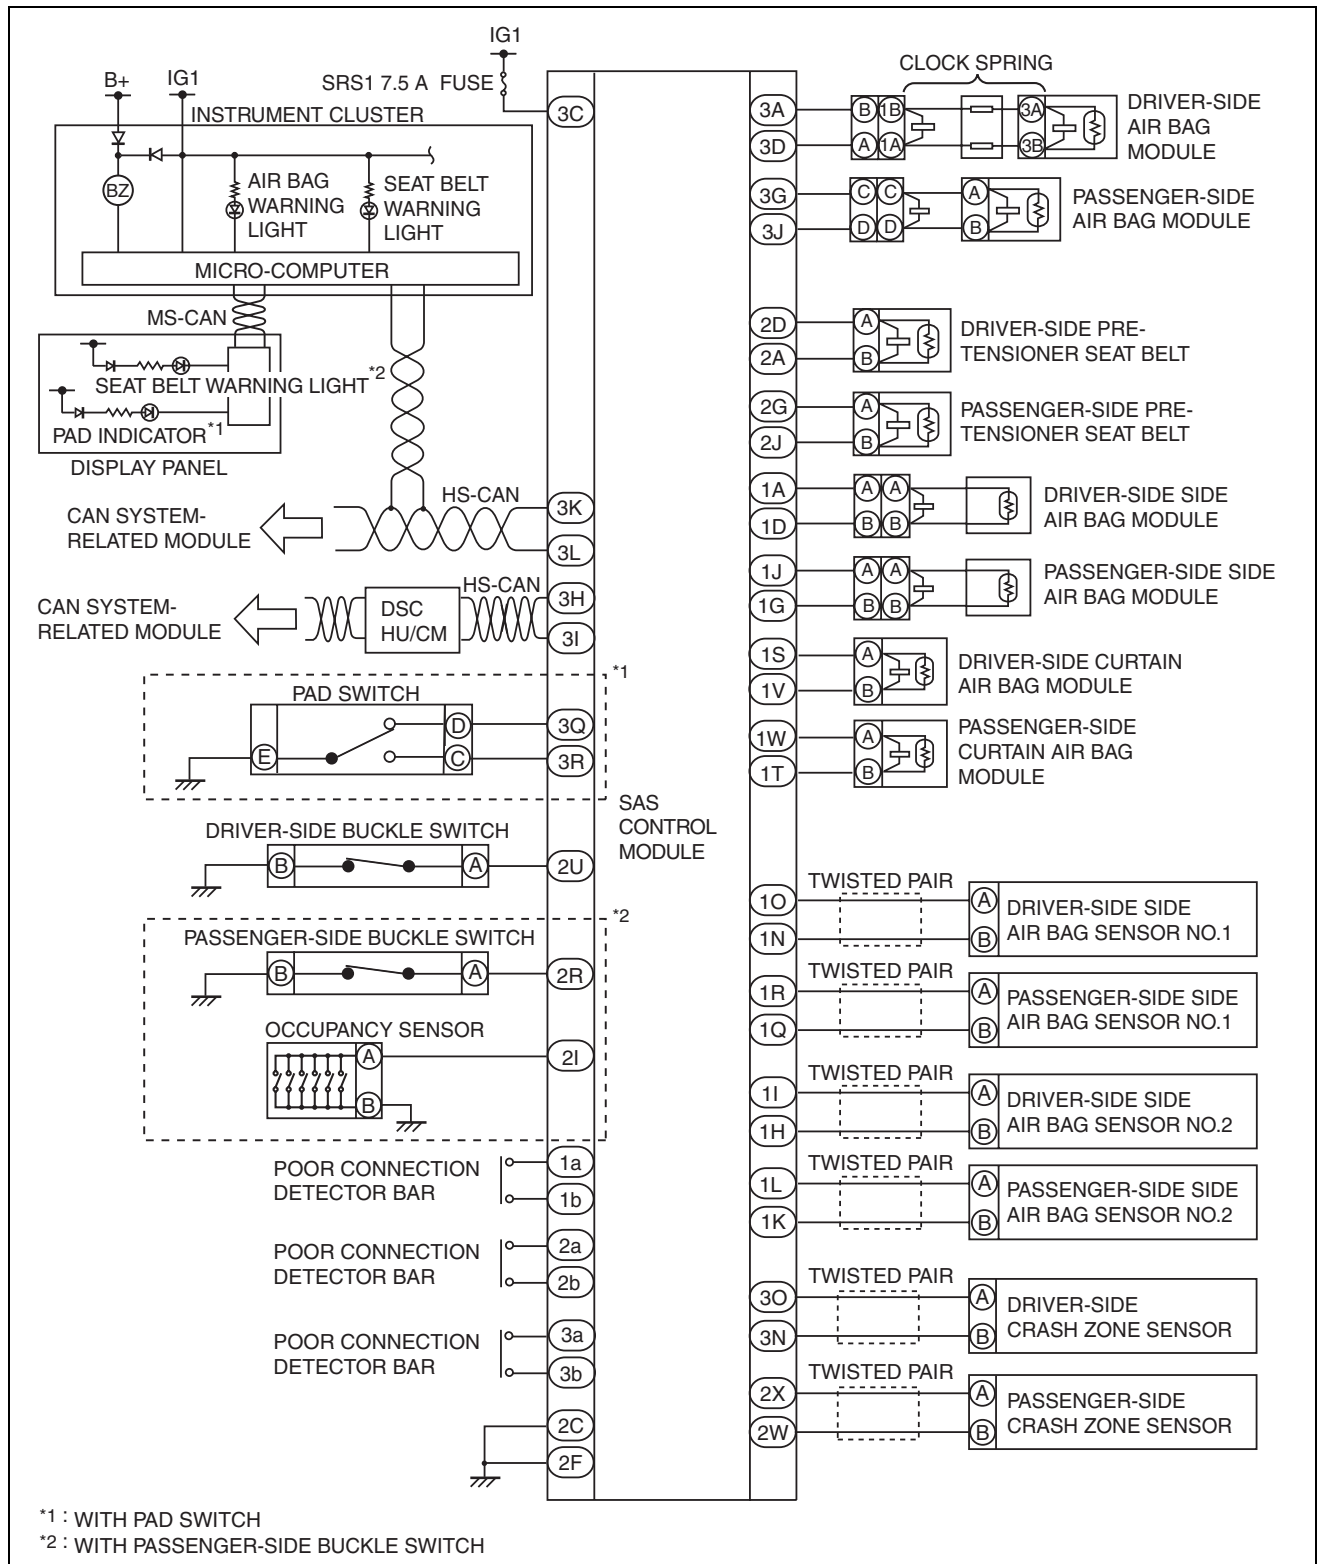 IG1
SRS1 7.5 A FUSE
B+
IG1
INSTRUMENT CLUSTER
BZ
AIR BAG
WARNING
LIGHT
SEAT BELT
WARNING
LIGHT
MICRO-COMPUTER
MS-CAN
SEAT BELT WARNING LIGHT*2
PAD INDICATOR*1
DISPLAY PANEL
HS-CAN
CAN SYSTEM-
RELATED MODULE
HS-CAN
CAN SYSTEM-
RELATED MODULE
DSC
HU/CM
*1
PAD SWITCH
E
D
C
DRIVER-SIDE BUCKLE SWITCH
B
A
*2
PASSENGER-SIDE BUCKLE SWITCH
B
A
OCCUPANCY SENSOR
A
B
POOR CONNECTION
DETECTOR BAR
POOR CONNECTION
DETECTOR BAR
POOR CONNECTION
DETECTOR BAR
3C
3K
3L
3H
3I
3Q
3R
2U
2R
2I
1a
1b
2a
2b
3a
3b
2C
2F
SAS
CONTROL
MODULE
CLOCK SPRING
3A B 1B 3A
3D A 1A 3B
DRIVER-SIDE
AIR BAG
MODULE
3G C C A
3J D D B
PASSENGER-SIDE
AIR BAG MODULE
2D A
2A B
DRIVER-SIDE PRE-
TENSIONER SEAT BELT
2G A
2J B
PASSENGER-SIDE PRE-
TENSIONER SEAT BELT
1A A A
1D B B
DRIVER-SIDE SIDE
AIR BAG MODULE
1J A A
1G B B
PASSENGER-SIDE SIDE
AIR BAG MODULE
1S A
1V B
DRIVER-SIDE CURTAIN
AIR BAG MODULE
1W A
1T B
PASSENGER-SIDE
CURTAIN AIR BAG
MODULE
TWISTED PAIR
1O A
1N B
DRIVER-SIDE SIDE
AIR BAG SENSOR NO.1
TWISTED PAIR
1R A
1Q B
PASSENGER-SIDE SIDE
AIR BAG SENSOR NO.1
TWISTED PAIR
1I A
1H B
DRIVER-SIDE SIDE
AIR BAG SENSOR NO.2
TWISTED PAIR
1L A
1K B
PASSENGER-SIDE SIDE
AIR BAG SENSOR NO.2
TWISTED PAIR
3O A
3N B
DRIVER-SIDE
CRASH ZONE SENSOR
TWISTED PAIR
2X A
2W B
PASSENGER-SIDE
CRASH ZONE SENSOR
*1 : WITH PAD SWITCH
*2 : WITH PASSENGER-SIDE BUCKLE SWITCH